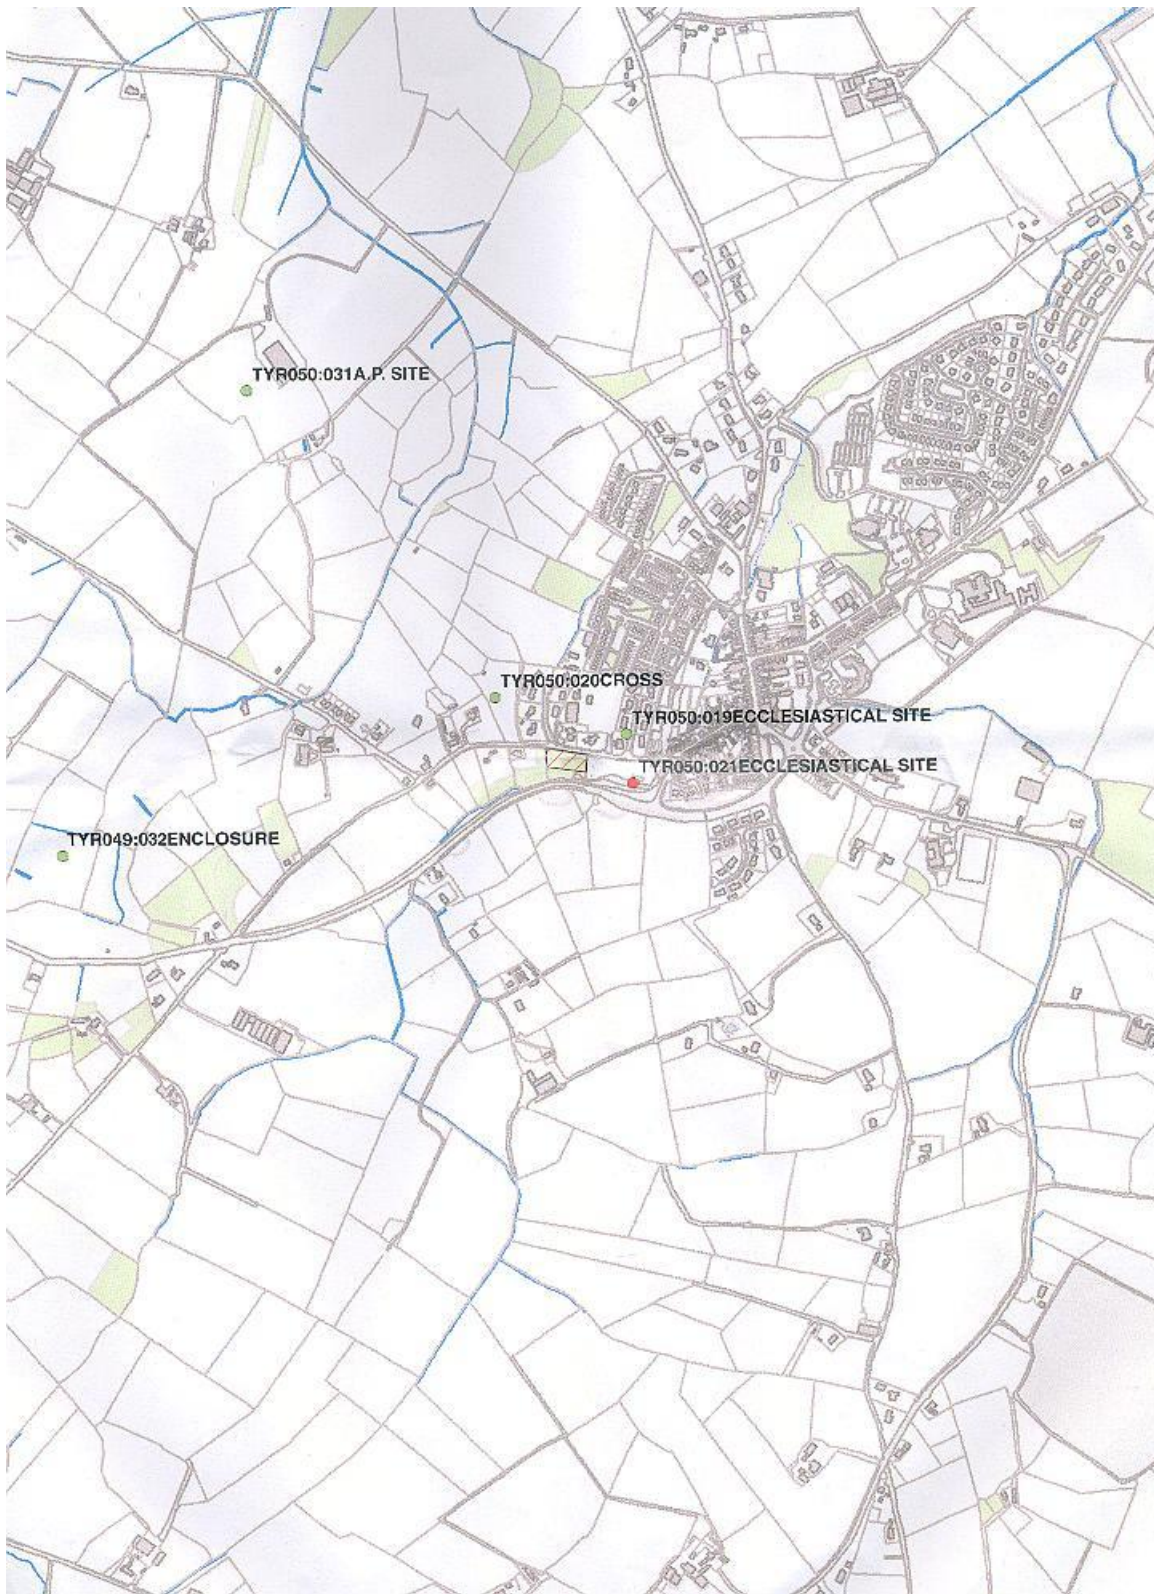 TYR050:031A.P. SITE
TYR050:020CROSS
TYR050:019ECCLESIASTICAL SITE
TYR050:021ECCLESIASTICAL SITE
TYR049:032ENCLOSURE